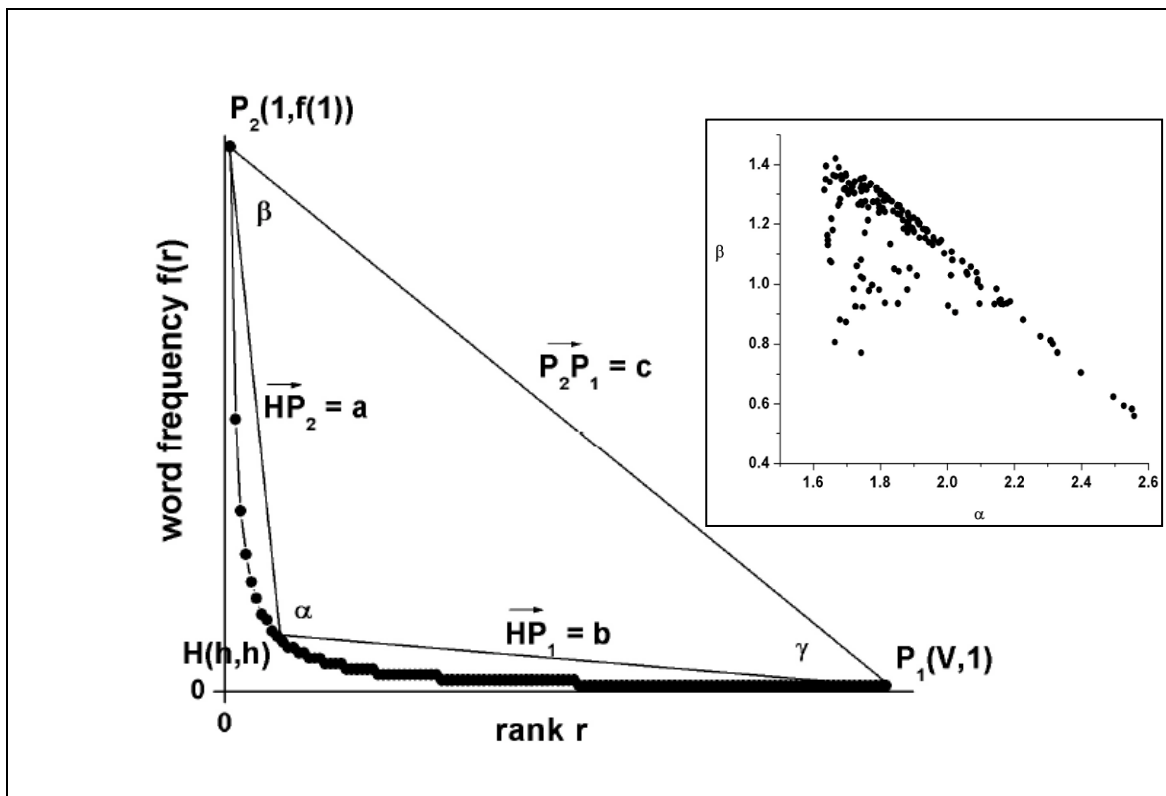 P₂(1,f(1))
β
word frequency f(r)
HP₂ = a
P₂P₁ = c
α
HP₁ = b
γ
H(h,h)
P₁(V,1)
0
0
rank r
1.4
1.2
β
1.0
0.8
0.6
0.4
1.6 1.8 2.0 2.2 2.4 2.6
α